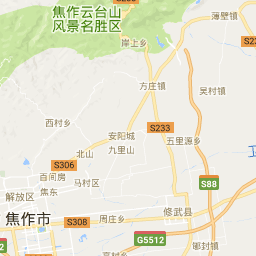 焦作云台山
风景名胜区
薄壁镇
岸上乡
S233
方庄镇
吴村镇
西村乡
安阳城
S233
九里山
五里源乡
北山
S306
百间房
马村区
S88
解放区
焦东
焦作市
S308
周庄乡
修武县
G5512
郇封镇